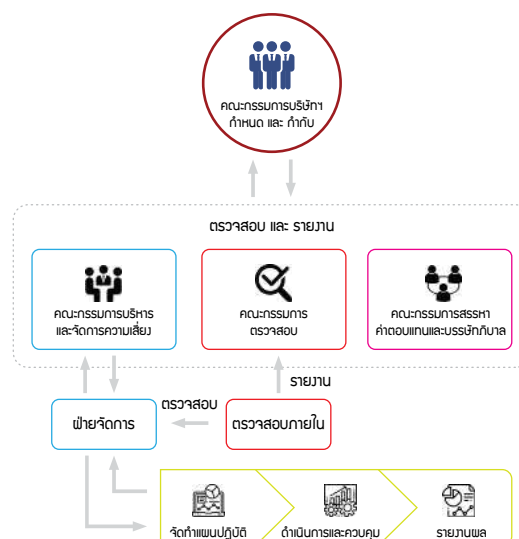 คณะกรรมการบริษัทฯ
กำหนด และ กำกับ
ตรวจสอบ และ รายงาน
คณะกรรมการบริหาร
และจัดการความเสี่ยง
คณะกรรมการ
ตรวจสอบ
คณะกรรมการสรรหา
ค่าตอบแทนและบรรษัทภิบาล
รายงาน
ฝ่ายจัดการ
ตรวจสอบ
ตรวจสอบภายใน
จัดทำแผนปฏิบัติ
ดำเนินการและควบคุม
รายงานผล